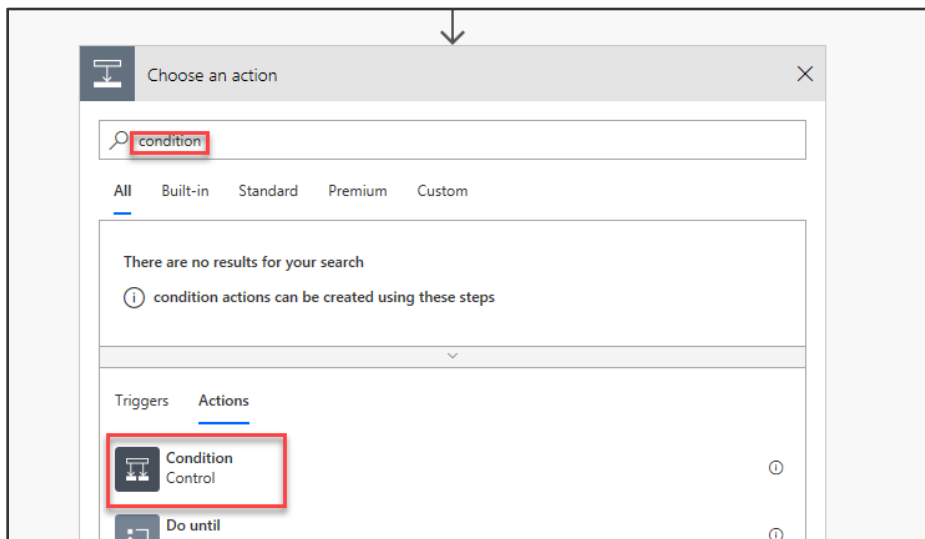 Choose an action
condition
All Built-in Standard Premium Custom
There are no results for your search
condition actions can be created using these steps
Triggers Actions
Condition
Control
Do until